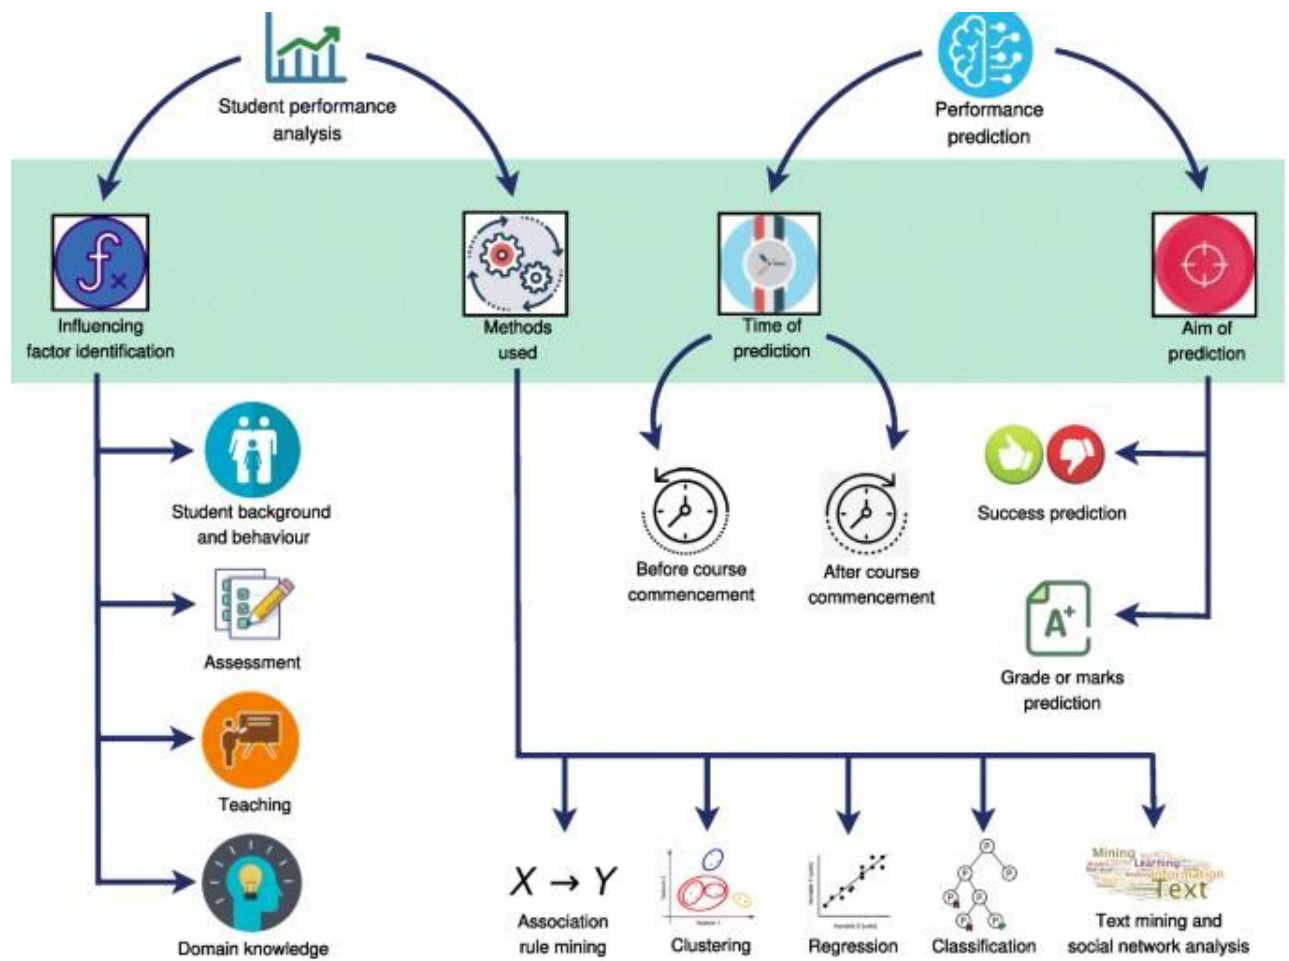 Student performance
analysis
Performance
prediction
Influencing
factor identification
Methods
used
Time of
prediction
Aim of
prediction
Student background
and behaviour
Assessment
Teaching
Domain knowledge
Before course
commencement
After course
commencement
Success prediction
A+
Grade or marks
prediction
X → Y
Association
rule mining
Clustering
Regression
Classification
Mining
Learning
Information
Text
Text mining and
social network analysis